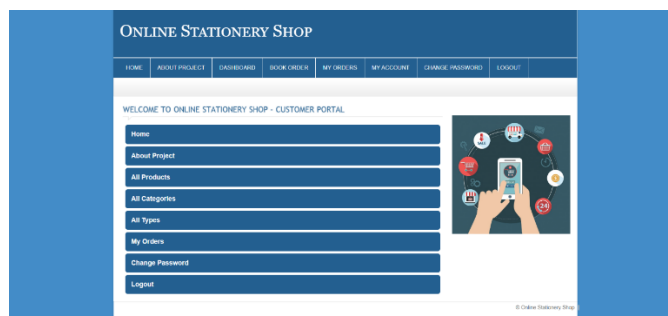 ONLINE STATIONERY SHOP
HOME ABOUT PROJECT DASHBOARD BOOK ORDER MY ORDERS MY ACCOUNT CHANGE PASSWORD LOGOUT
WELCOME TO ONLINE STATIONERY SHOP - CUSTOMER PORTAL
Home
About Project
All Products
All Categories
All Types
My Orders
Change Password
Logout
© Online Stationery Shop